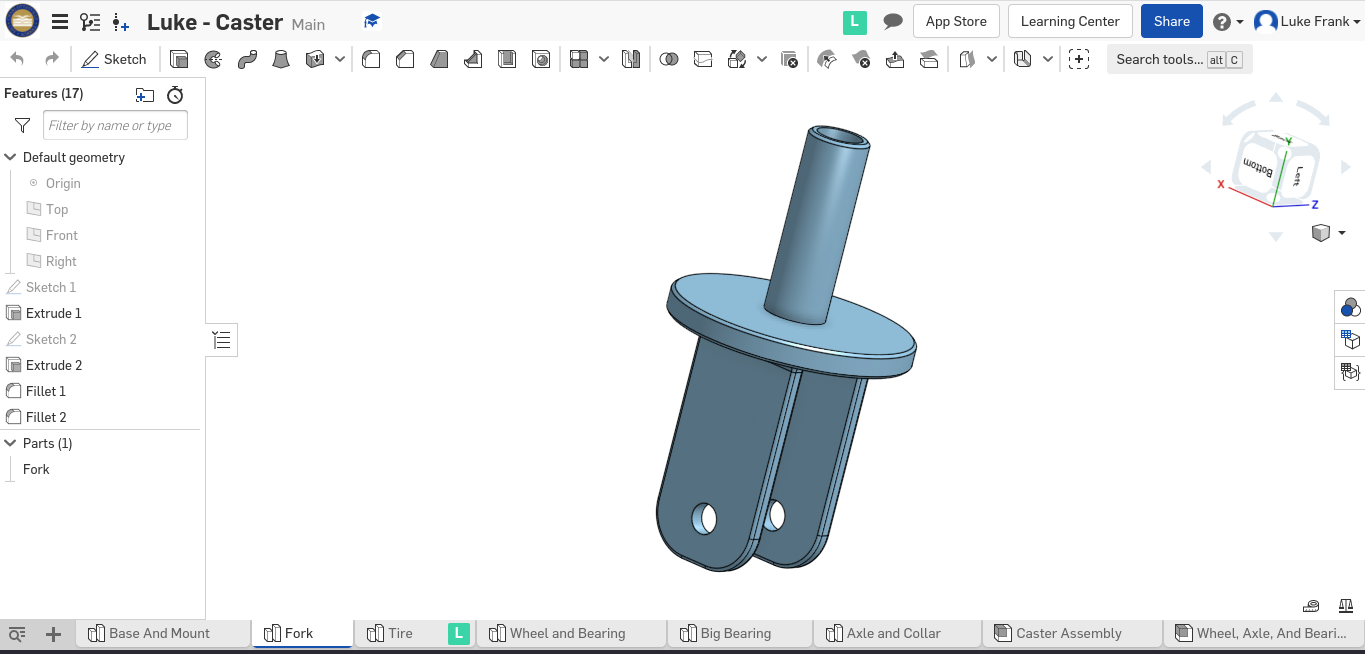 Luke - Caster Main
L
App Store
Learning Center
Share
Luke Frank
Sketch
Search tools... alt C
Features (17)
Filter by name or type
Default geometry
Origin
Top
Front
Right
Sketch 1
Extrude 1
Sketch 2
Extrude 2
Fillet 1
Fillet 2
Parts (1)
Fork
Y
Bottom
Left
X
Z
Base And Mount
Fork
Tire
L
Wheel and Bearing
Big Bearing
Axle and Collar
Caster Assembly
Wheel, Axle, And Beari...